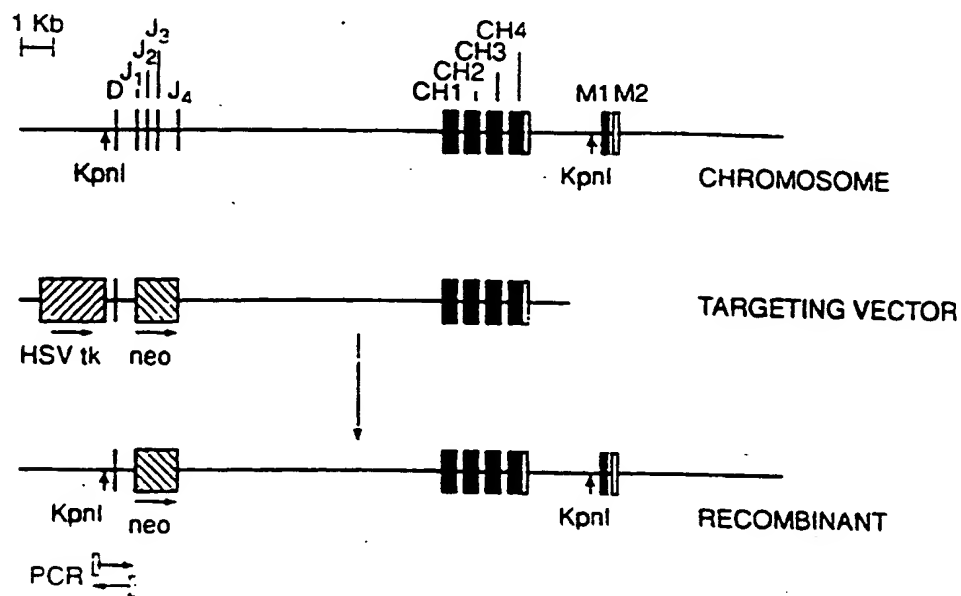 1 Kb
D J1 J2 J3 J4
CH1 CH2 CH3 CH4
M1 M2
KpnI
KpnI
CHROMOSOME
HSV tk
neo
TARGETING VECTOR
KpnI
neo
KpnI
RECOMBINANT
PCR